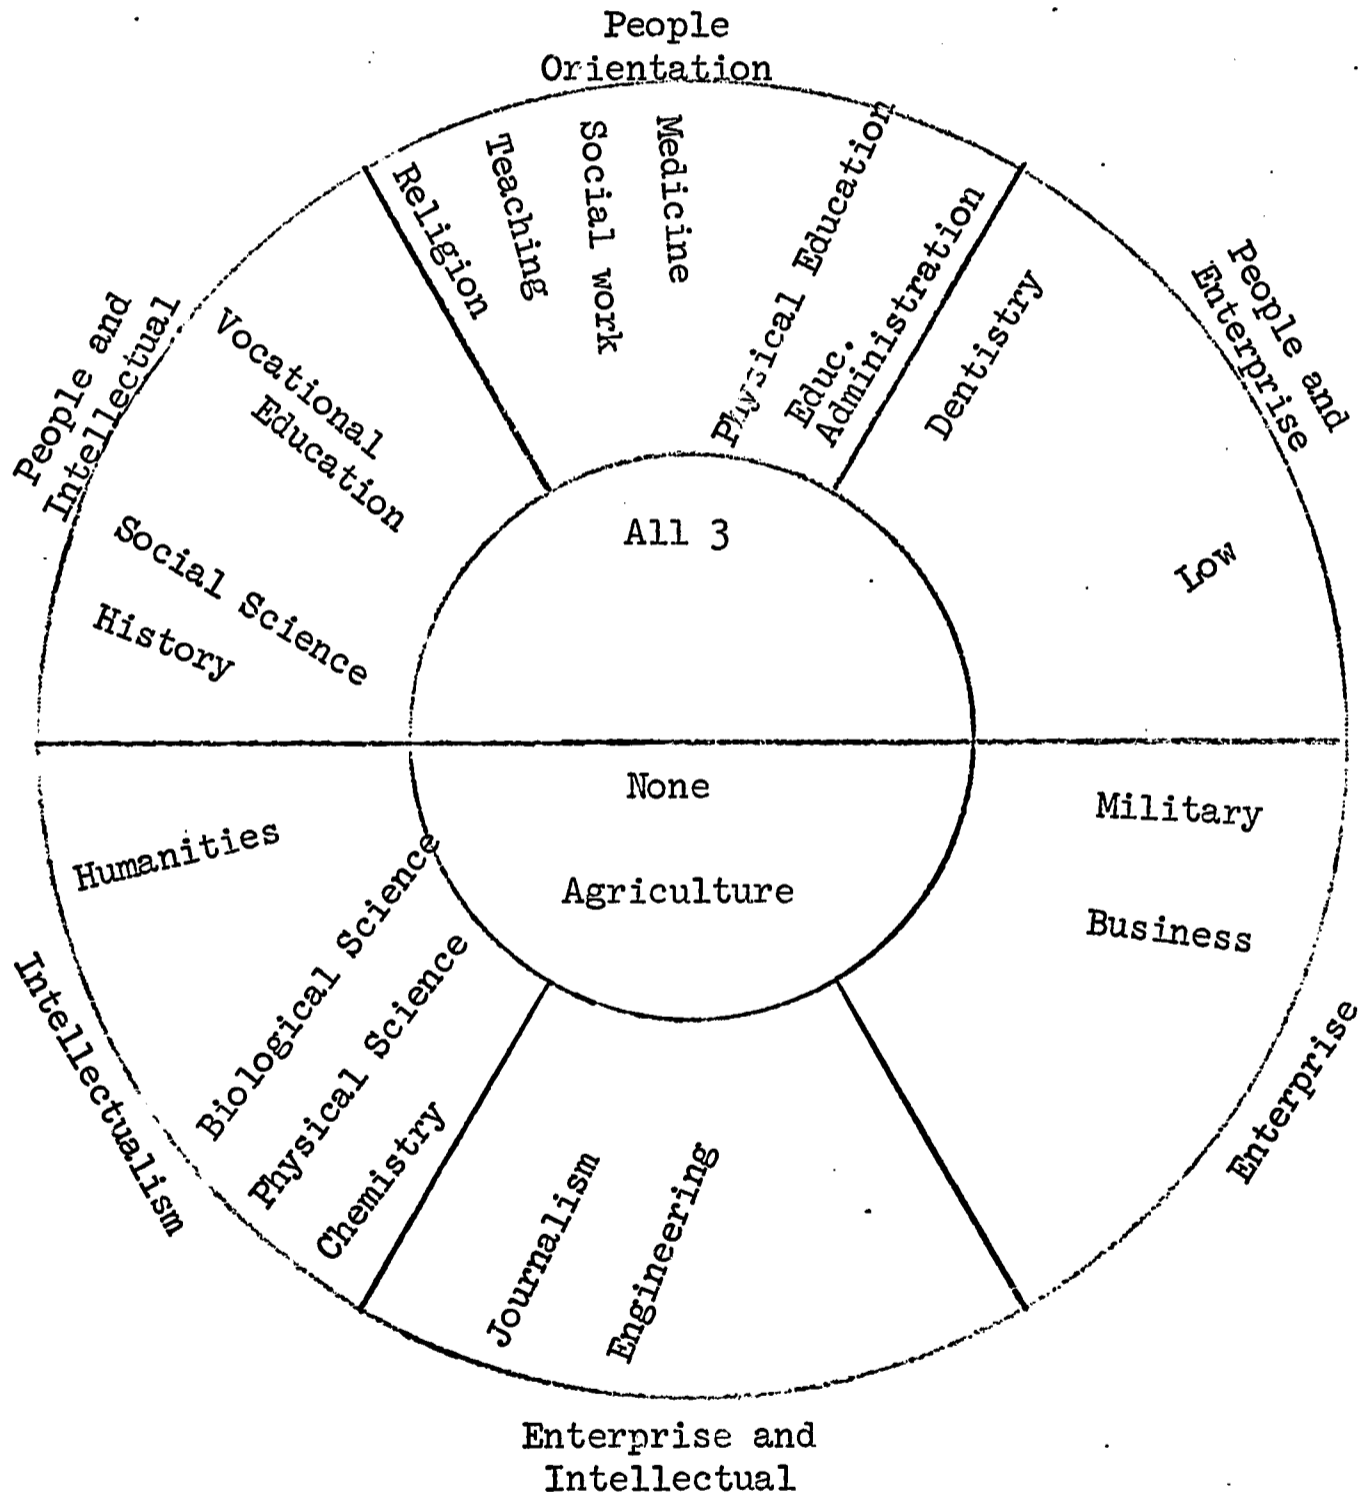 People
Orientation
Religion
Teaching
Social work
Medicine
Physical Education
Educ.
Administration
People and
Enterprise
Dentistry
Low
People and
Intellectual
Vocational
Education
Social Science
History
All 3
None
Agriculture
Military
Business
Enterprise
Humanities
Biological Science
Physical Science
Chemistry
Intellectualism
Journalism
Engineering
Enterprise and
Intellectual